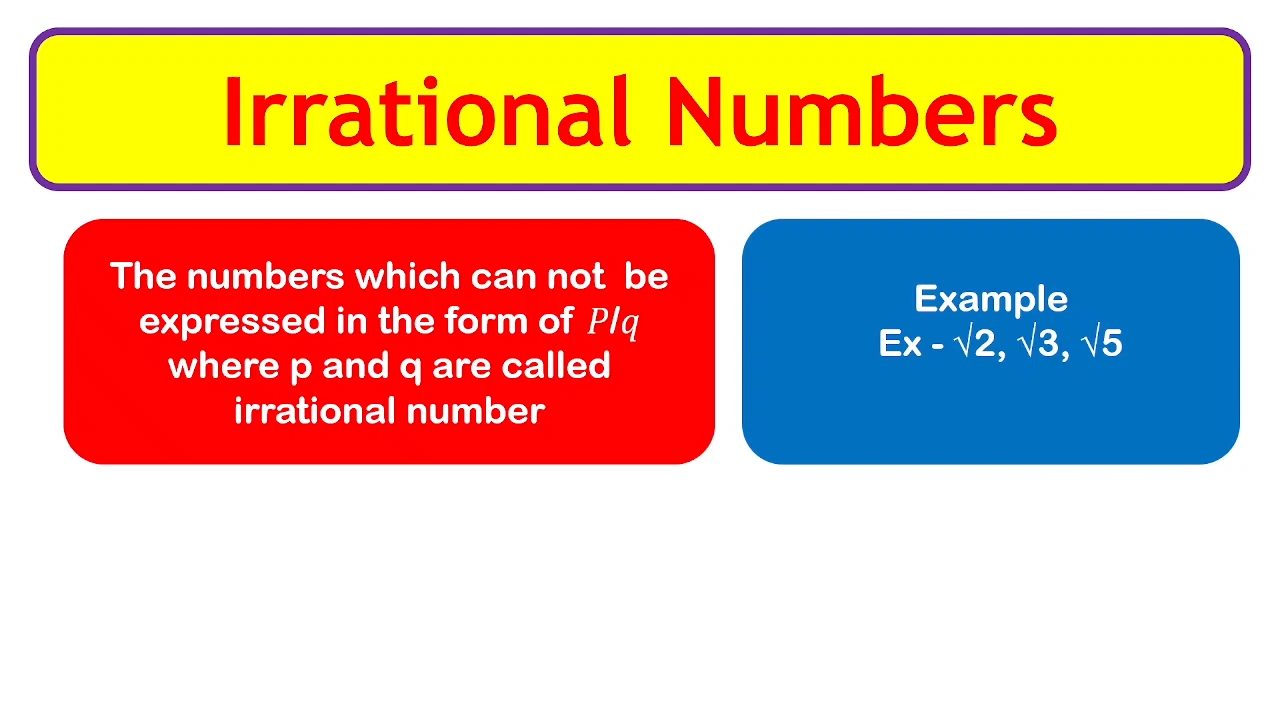 Irrational Numbers
The numbers which can not  be
expressed in the form of P/q
where p and q are called
irrational number
Example
Ex - √2, √3, √5